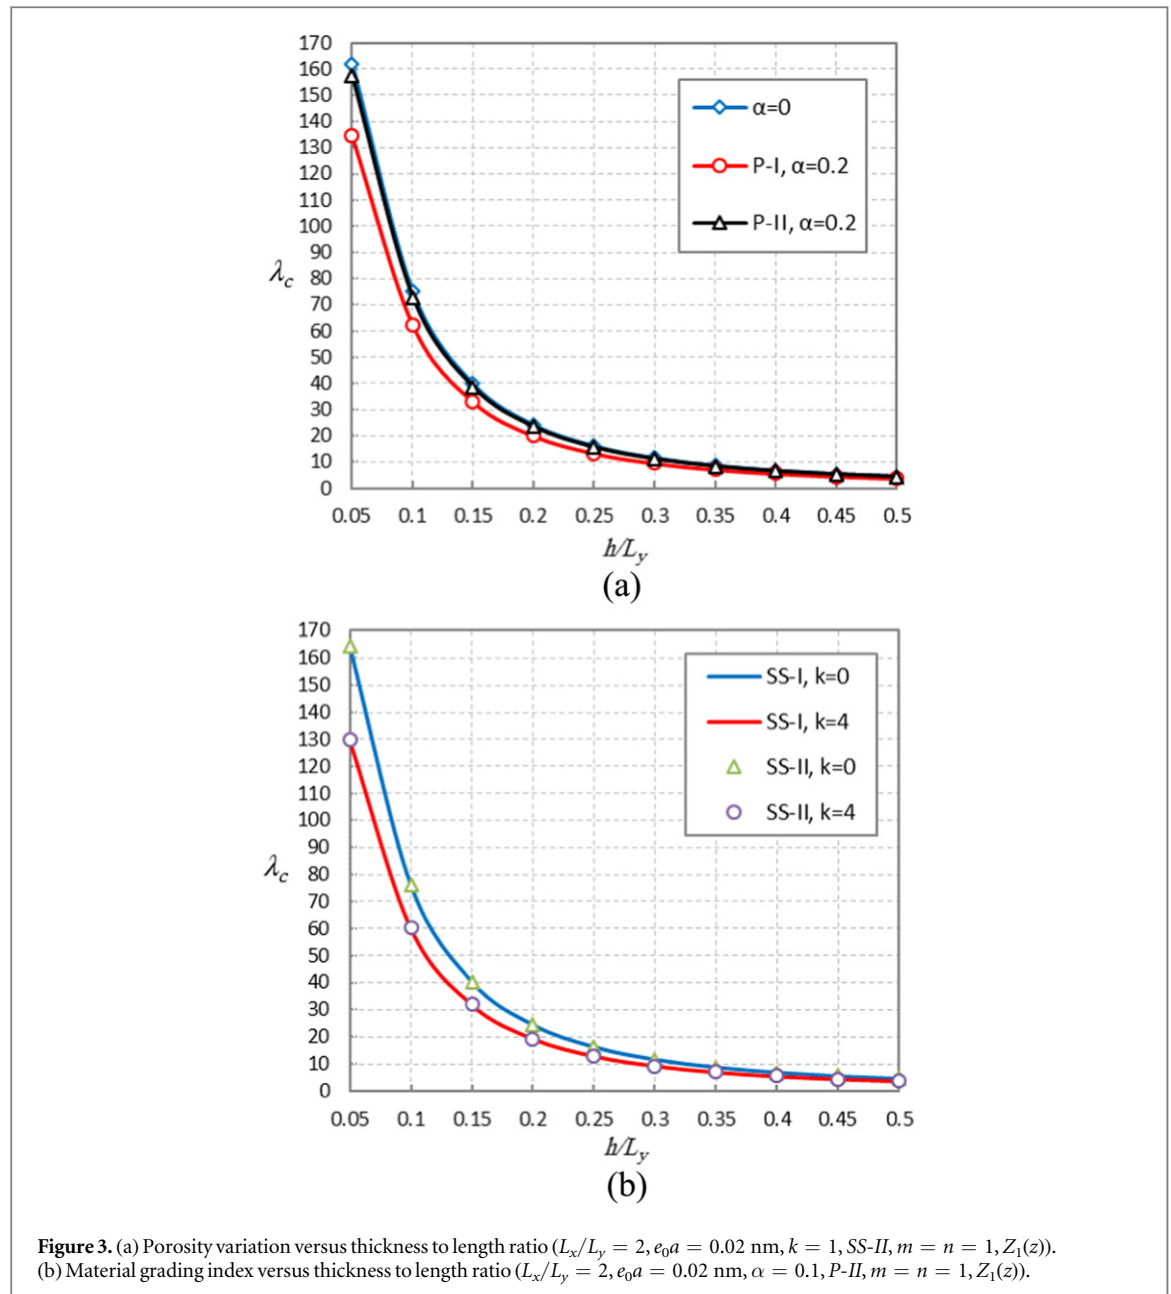 170
160
150
140
130
120
110
100
90
80
70
60
50
40
30
20
10
0
λc
α=0
P-I, α=0.2
P-II, α=0.2
0.05 0.1 0.15 0.2 0.25 0.3 0.35 0.4 0.45 0.5
h/Ly
(a)
170
160
150
140
130
120
110
100
90
80
70
60
50
40
30
20
10
0
λc
SS-I, k=0
SS-I, k=4
SS-II, k=0
SS-II, k=4
0.05 0.1 0.15 0.2 0.25 0.3 0.35 0.4 0.45 0.5
h/Ly
(b)
Figure 3. (a) Porosity variation versus thickness to length ratio (Lx/Ly = 2, e0a = 0.02 nm, k = 1, SS-II, m = n = 1, Z1(z)).
(b) Material grading index versus thickness to length ratio (Lx/Ly = 2, e0a = 0.02 nm, α = 0.1, P-II, m = n = 1, Z1(z)).